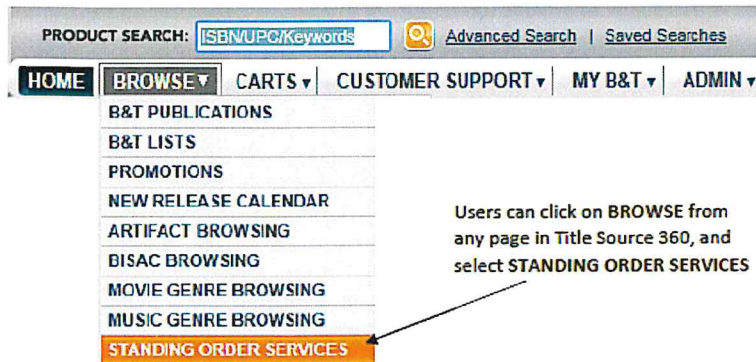 PRODUCT SEARCH: ISBN/UPC/Keywords Advanced Search | Saved Searches
HOME BROWSE▼ CARTS▼ CUSTOMER SUPPORT▼ MY B&T▼ ADMIN▼
B&T PUBLICATIONS
B&T LISTS
PROMOTIONS
NEW RELEASE CALENDAR
ARTIFACT BROWSING
BISAC BROWSING
MOVIE GENRE BROWSING
MUSIC GENRE BROWSING
STANDING ORDER SERVICES
Users can click on BROWSE from
any page in Title Source 360, and
select STANDING ORDER SERVICES